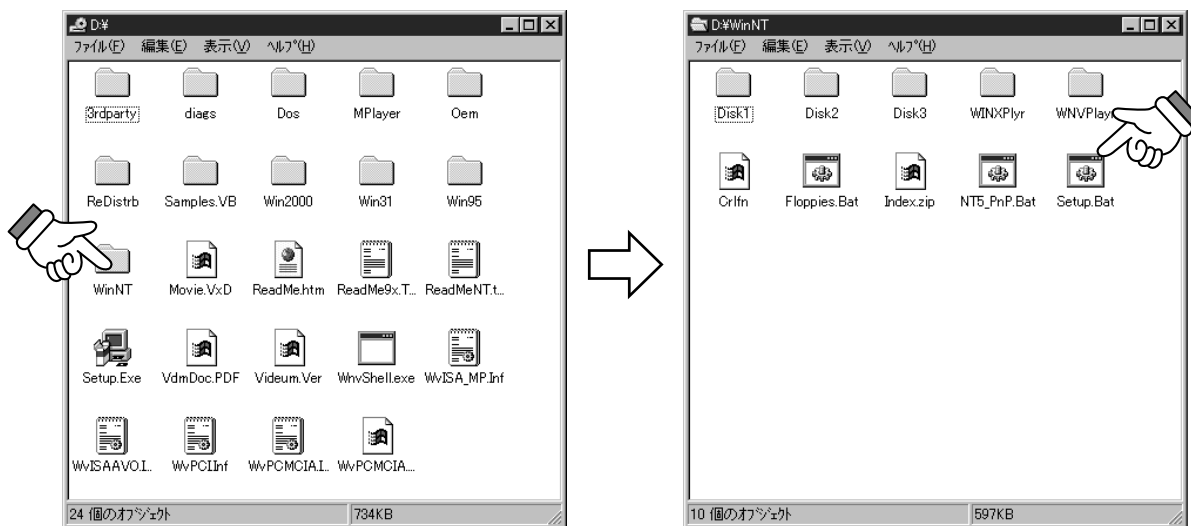 D:¥
ファイル(F) 編集(E) 表示(V) ヘルプ(H)
3rdparty diags Dos MPlayer Oem
ReDistrb Samples.VB Win2000 Win31 Win95
WinNT Movie.VxD ReadMe.htm ReadMe9x.T... ReadMeNT.t...
Setup.Exe VdmDoc.PDF Videum.Ver WnvShell.exe WvISA_MP.Inf
WvISAAVO.I... WvPCI.Inf WvPCMCIA.I... WvPCMCIA....
24 個のオブジェクト 734KB
D:¥WinNT
ファイル(F) 編集(E) 表示(V) ヘルプ(H)
Disk1 Disk2 Disk3 WINXPlyr WNVPlay
Crlfn Floppies.Bat Index.zip NT5_PnP.Bat Setup.Bat
10 個のオブジェクト 597KB